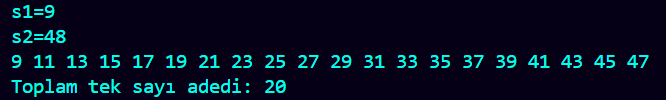 s1=9
s2=48
9 11 13 15 17 19 21 23 25 27 29 31 33 35 37 39 41 43 45 47
Toplam tek sayı adedi: 20